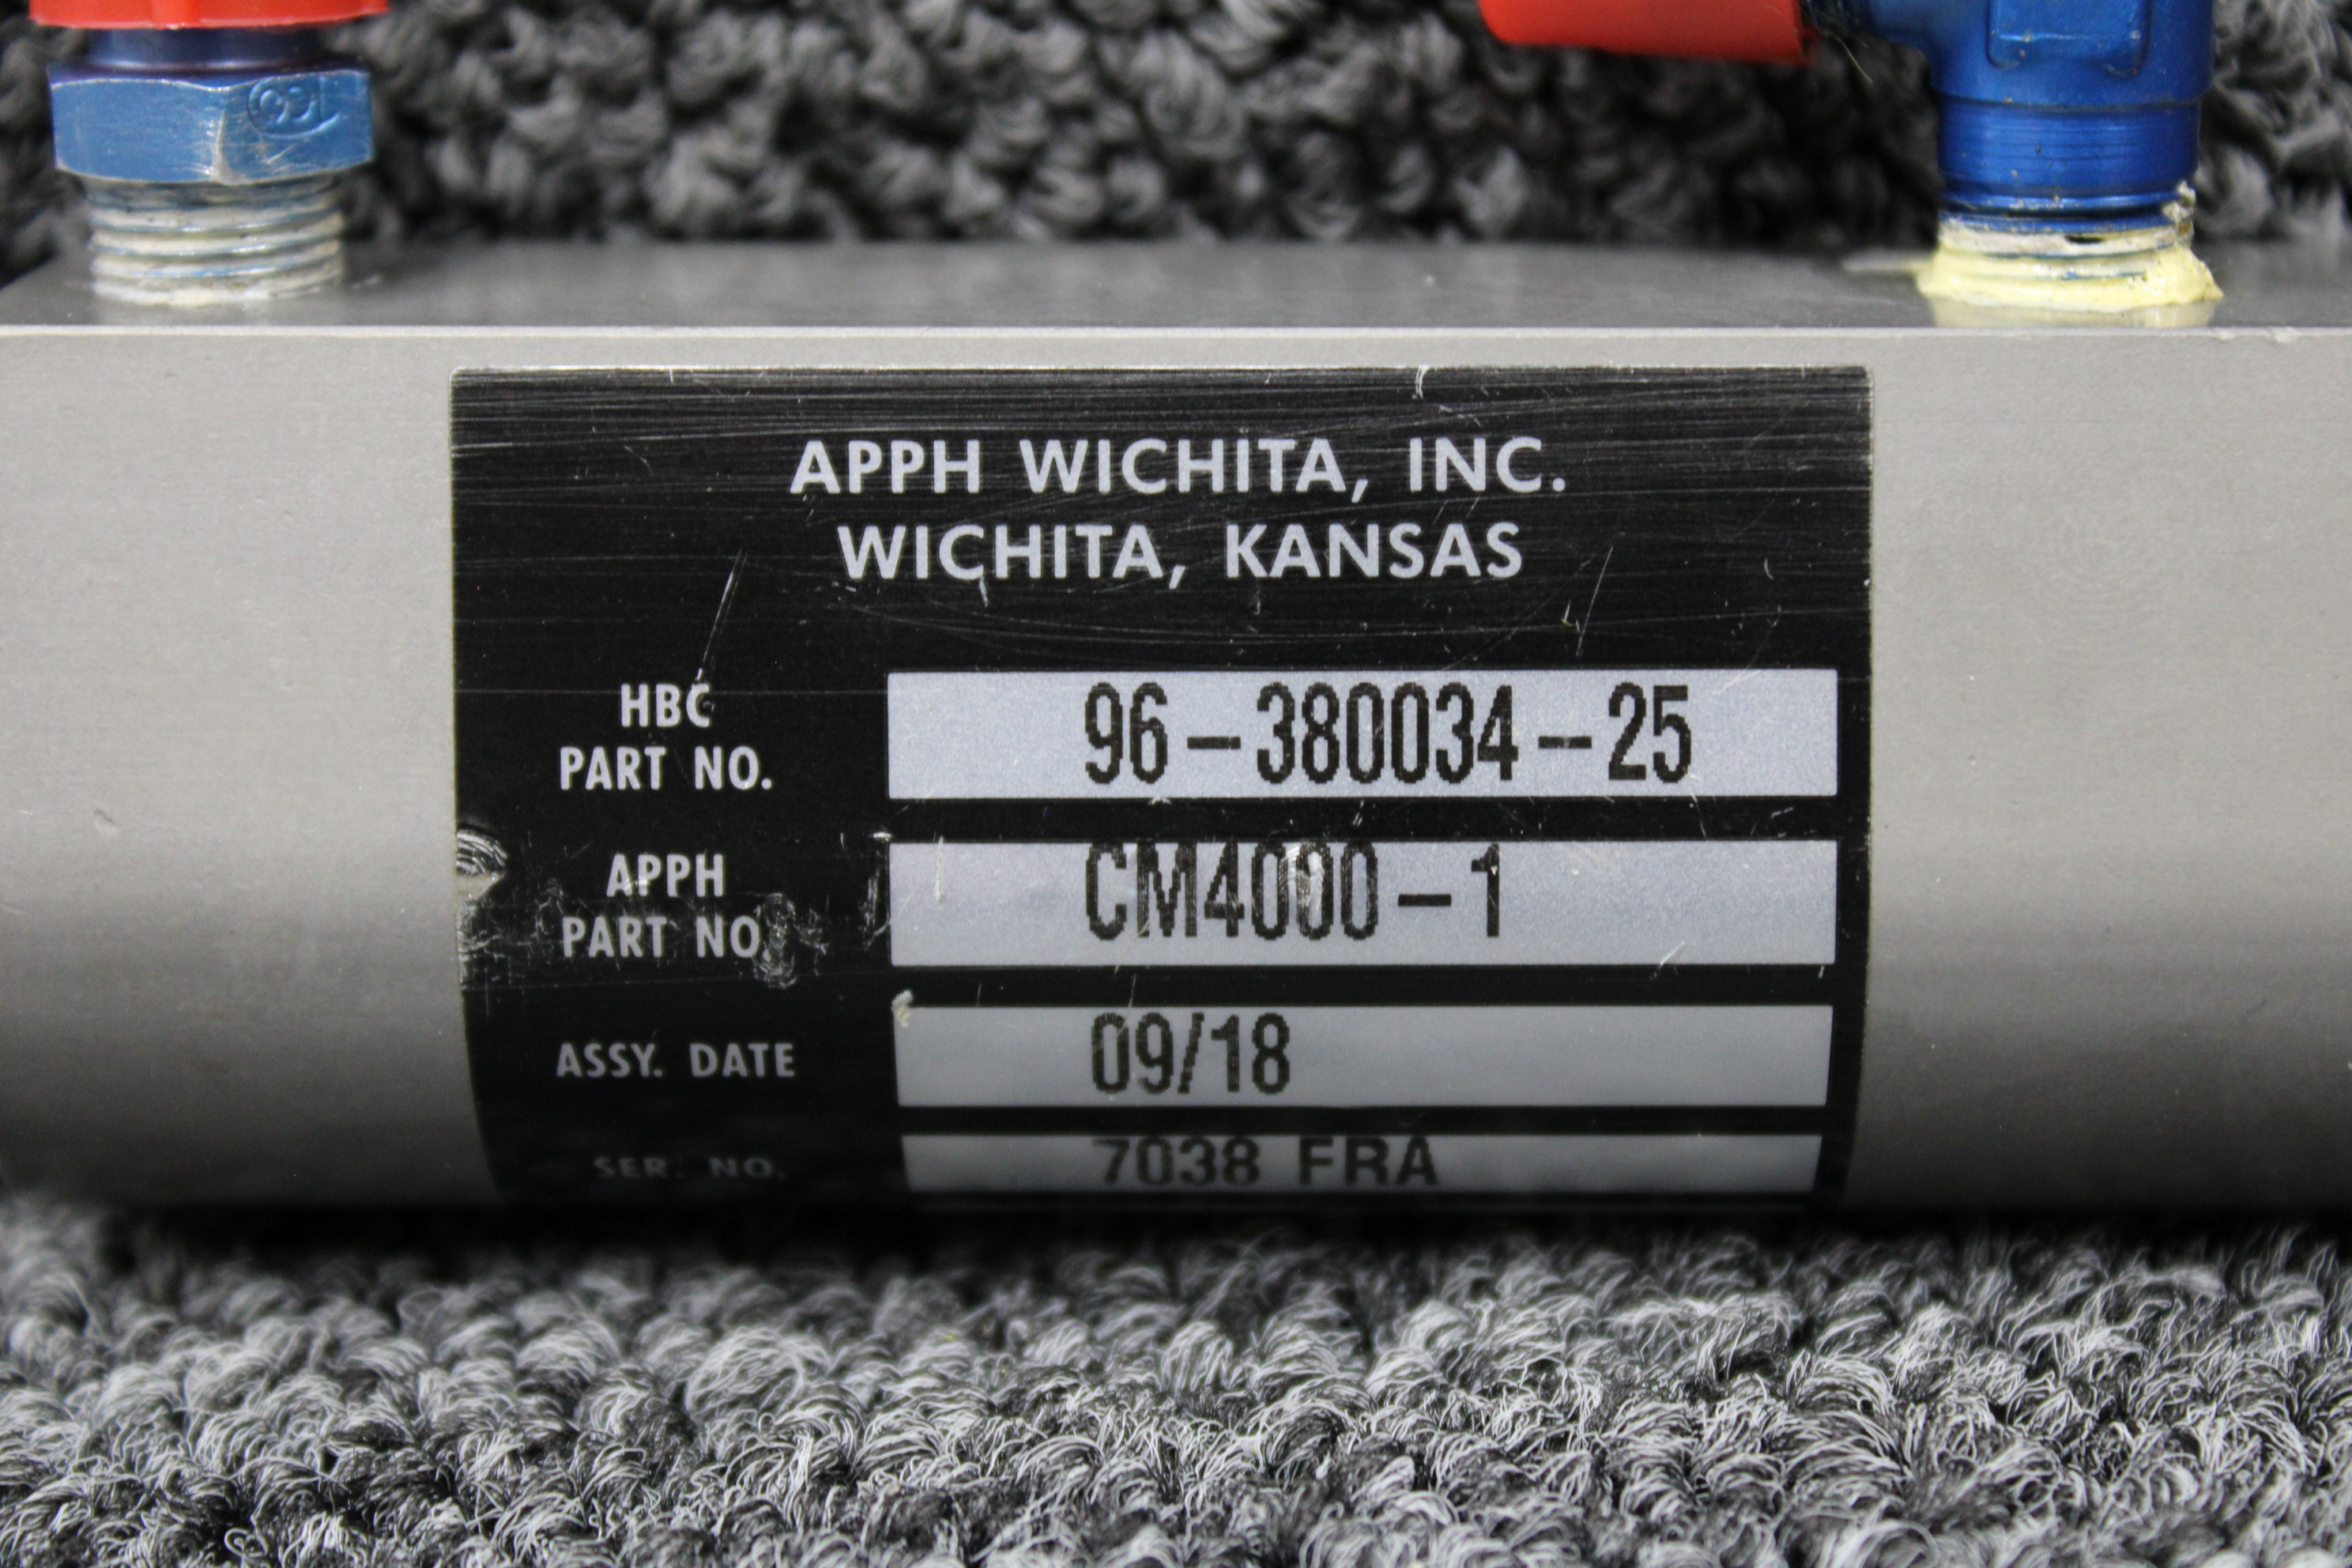 APPH WICHITA, INC.
WICHITA, KANSAS
HBC
PART NO.
96-380034-25
APPH
PART NO.
CM4000-1
ASSY. DATE
09/18
SER. NO.
7038 FRA